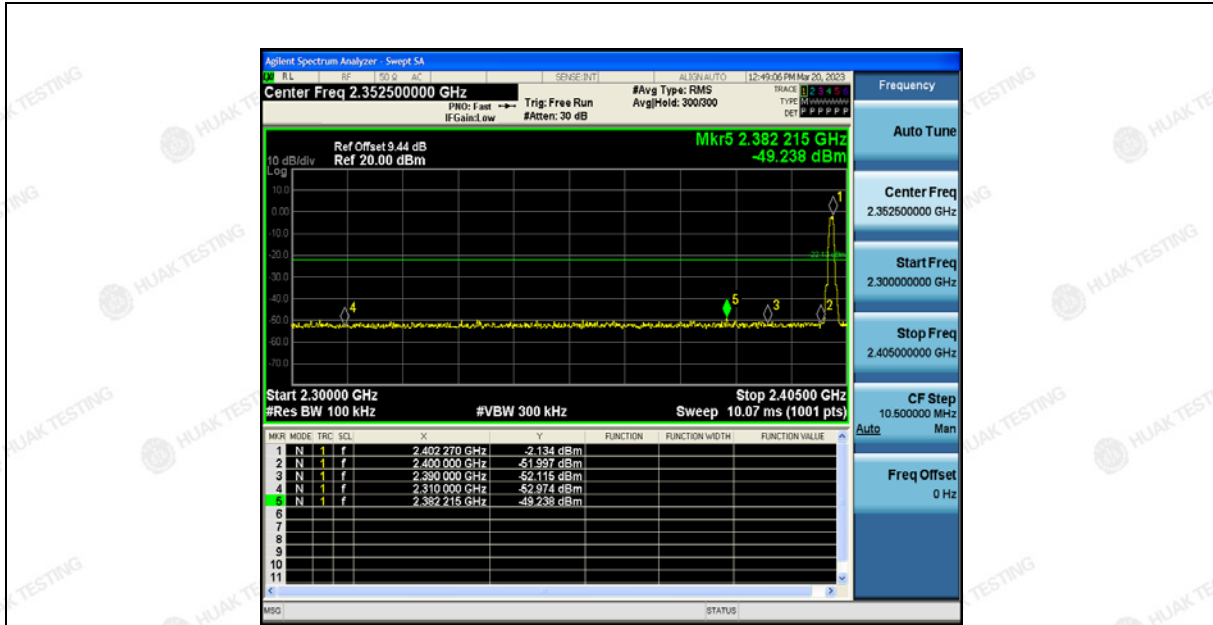 Agilent Spectrum Analyzer - Swept SA
RL RF 50 Ω AC SENSE:INT ALIGN AUTO 12:49:06 PM Mar 20, 2023
Center Freq 2.352500000 GHz
PNO: Fast
IFGain:Low
Trig: Free Run
#Atten: 30 dB
#Avg Type: RMS
Avg|Hold: 300/300
TRACE 1 2 3 4 5 6
TYPE M
DET P P P P P P
Mkr5 2.382 215 GHz
-49.238 dBm
Ref Offset 9.44 dB
Ref 20.00 dBm
10 dB/div
Log
10.0
0.00
-10.0
-20.0
-30.0
-40.0
-50.0
-60.0
-70.0
1
2
3
4
5
Start 2.30000 GHz
Stop 2.40500 GHz
#Res BW 100 kHz
#VBW 300 kHz
Sweep 10.07 ms (1001 pts)
MKR MODE TRC SCL X Y FUNCTION FUNCTION WIDTH FUNCTION VALUE
1 N 1 f 2.402 270 GHz -2.134 dBm
2 N 1 f 2.400 000 GHz -51.997 dBm
3 N 1 f 2.390 000 GHz -52.115 dBm
4 N 1 f 2.310 000 GHz -52.974 dBm
5 N 1 f 2.382 215 GHz -49.238 dBm
6
7
8
9
10
11
MSG STATUS
Frequency
Auto Tune
Center Freq
2.352500000 GHz
Start Freq
2.300000000 GHz
Stop Freq
2.405000000 GHz
CF Step
10.500000 MHz
Auto Man
Freq Offset
0 Hz
HUAK TESTING